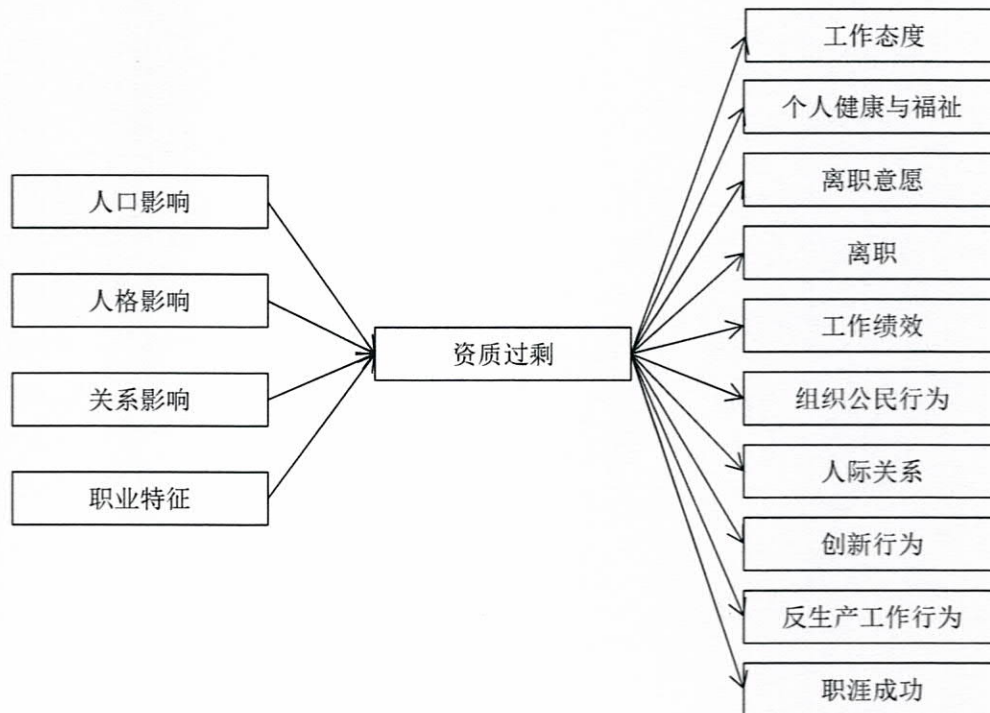 人口影响
人格影响
关系影响
职业特征
资质过剩
工作态度
个人健康与福祉
离职意愿
离职
工作绩效
组织公民行为
人际关系
创新行为
反生产工作行为
职涯成功